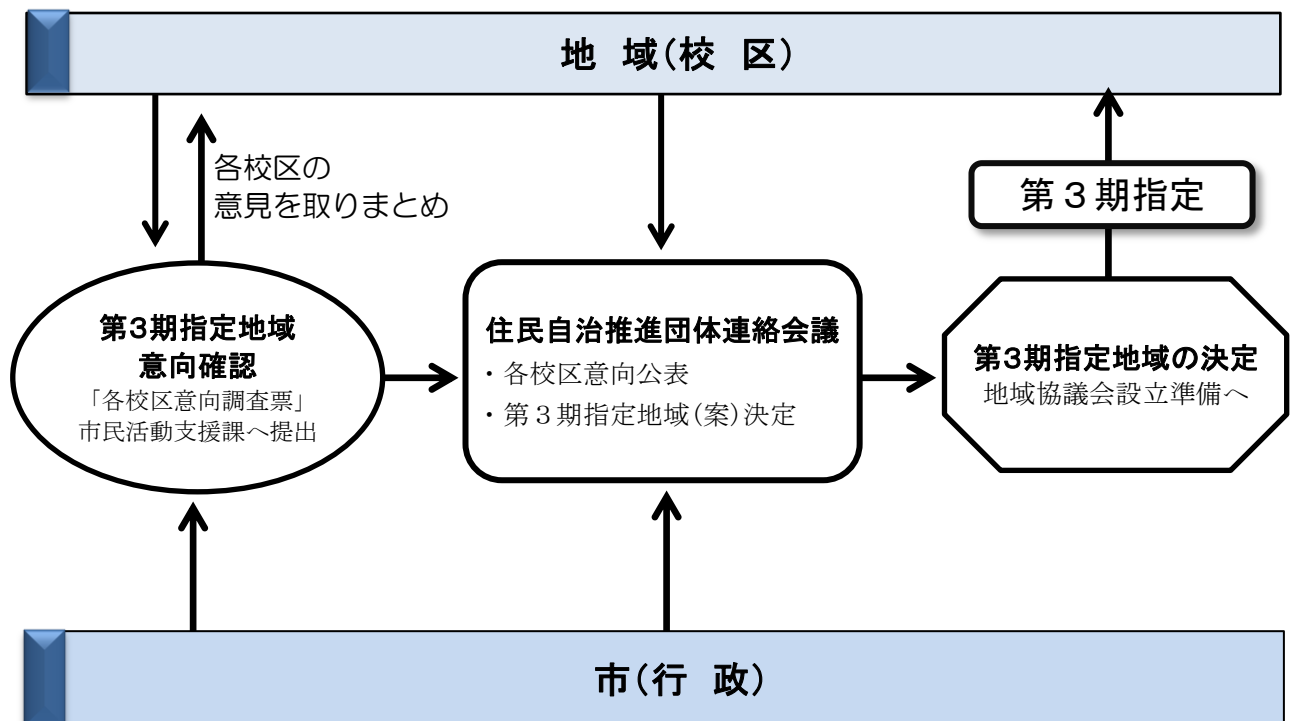 地 域(校 区)
各校区の
意見を取りまとめ
第３期指定
第3期指定地域
意向確認
「各校区意向調査票」
市民活動支援課へ提出
住民自治推進団体連絡会議
・各校区意向公表
・第３期指定地域(案)決定
第3期指定地域の決定
地域協議会設立準備へ
市(行 政)